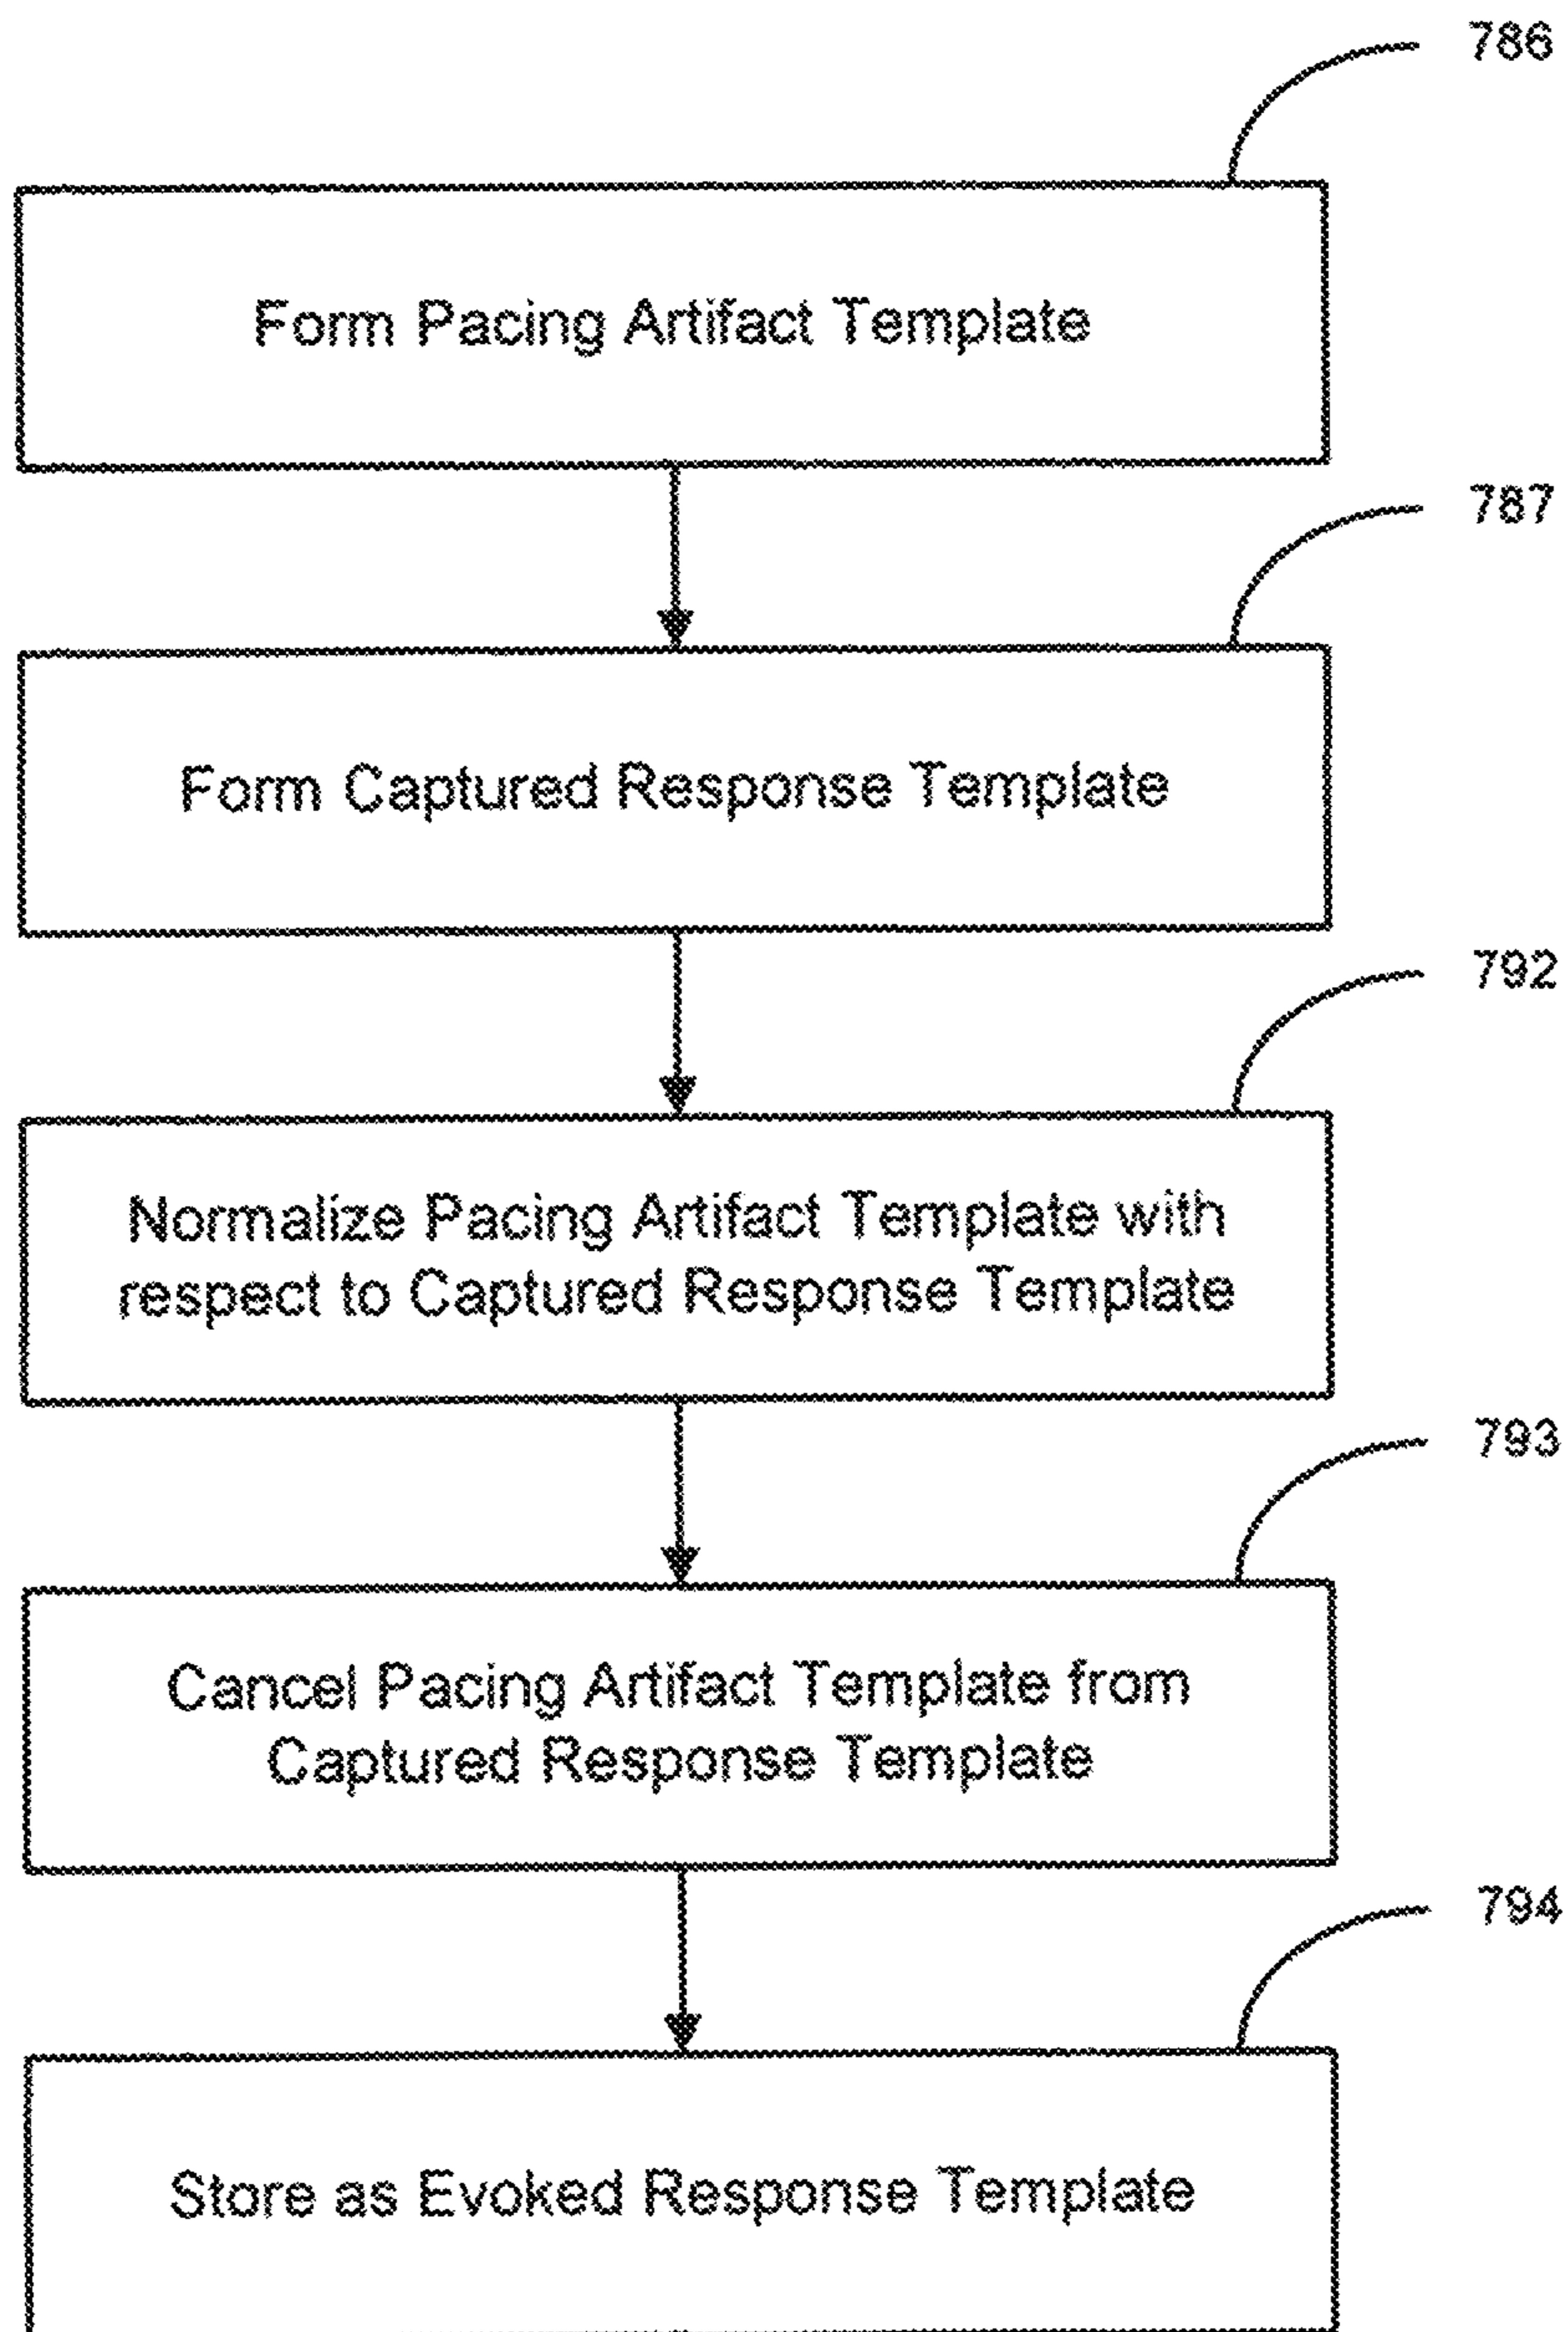 786
Form Pacing Artifact Template
787
Form Captured Response Template
792
Normalize Pacing Artifact Template with
respect to Captured Response Template
793
Cancel Pacing Artifact Template from
Captured Response Template
794
Store as Evoked Response Template